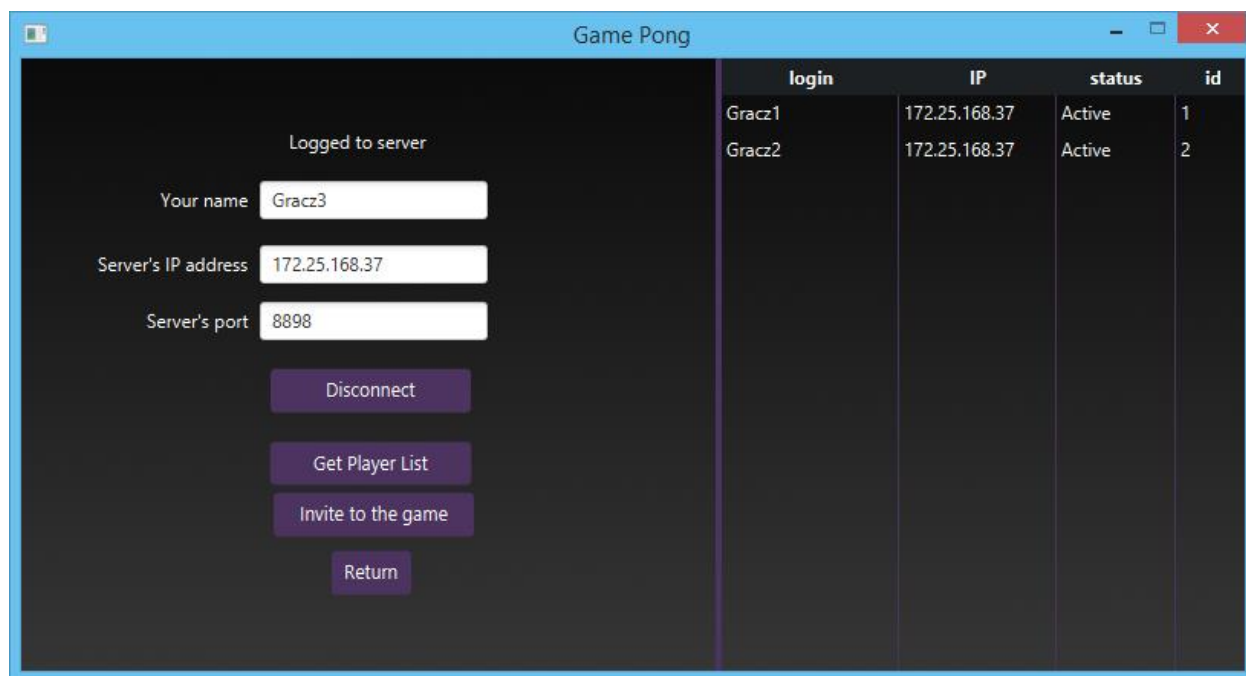 Game Pong
Logged to server
Your name Gracz3
Server's IP address 172.25.168.37
Server's port 8898
Disconnect
Get Player List
Invite to the game
Return
login IP status id
Gracz1 172.25.168.37 Active 1
Gracz2 172.25.168.37 Active 2